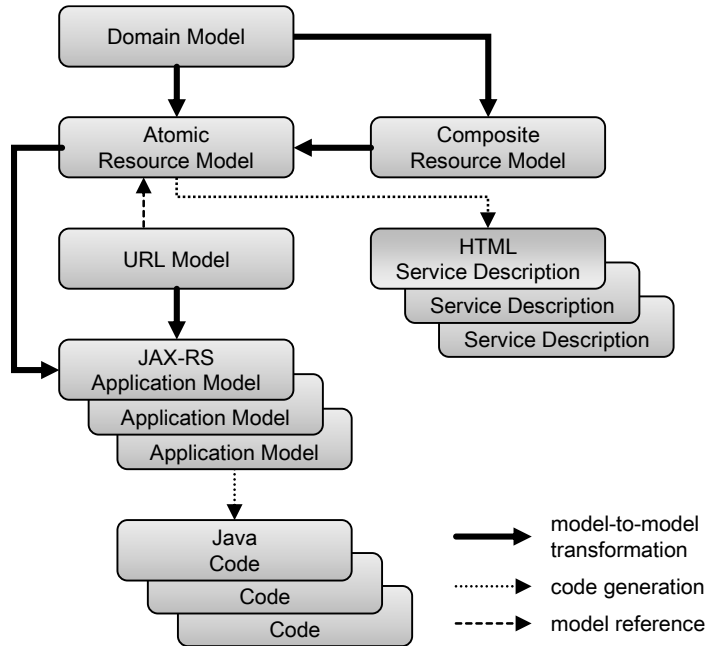 Domain Model
Atomic
Resource Model
Composite
Resource Model
URL Model
HTML
Service Description
Service Description
Service Description
JAX-RS
Application Model
Application Model
Application Model
Java
Code
Code
Code
model-to-model
transformation
code generation
model reference